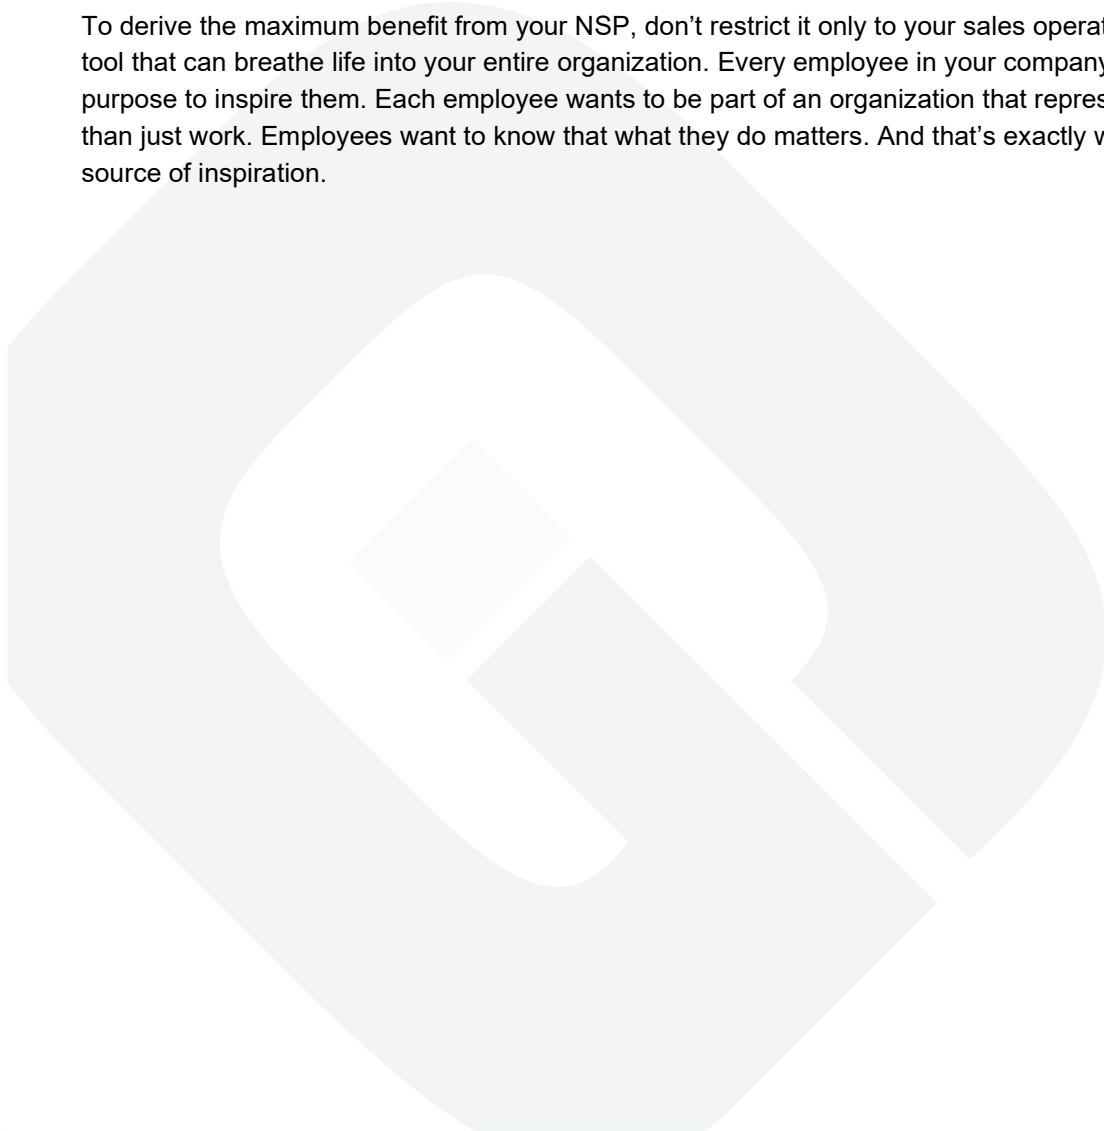 To derive the maximum benefit from your NSP, don’t restrict it only to your sales
tool that can breathe life into your entire organization. Every employee in your company
purpose to inspire them. Each employee wants to be part of an organization that
than just work. Employees want to know that what they do matters. And that’s exactly
source of inspiration.